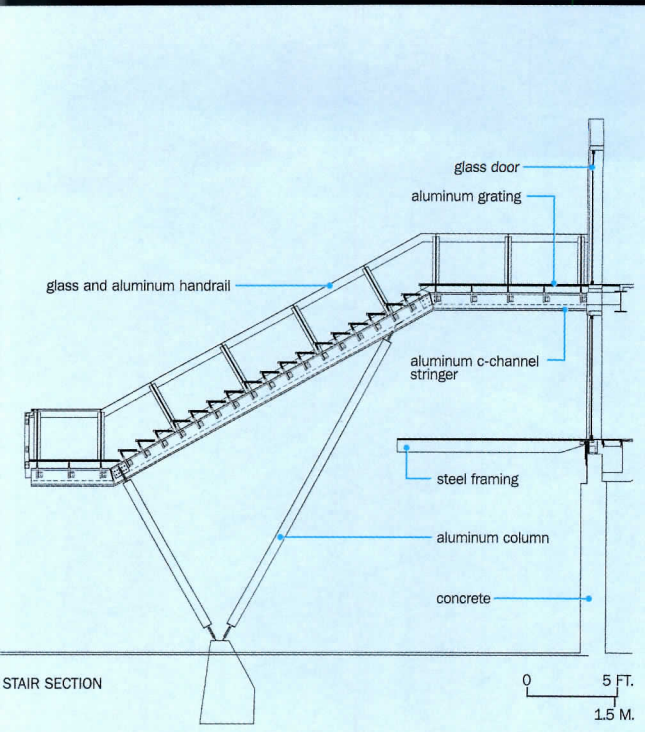 glass door
aluminum grating
glass and aluminum handrail
aluminum c-channel
stringer
steel framing
aluminum column
concrete
STAIR SECTION
0 5 FT.
1.5 M.